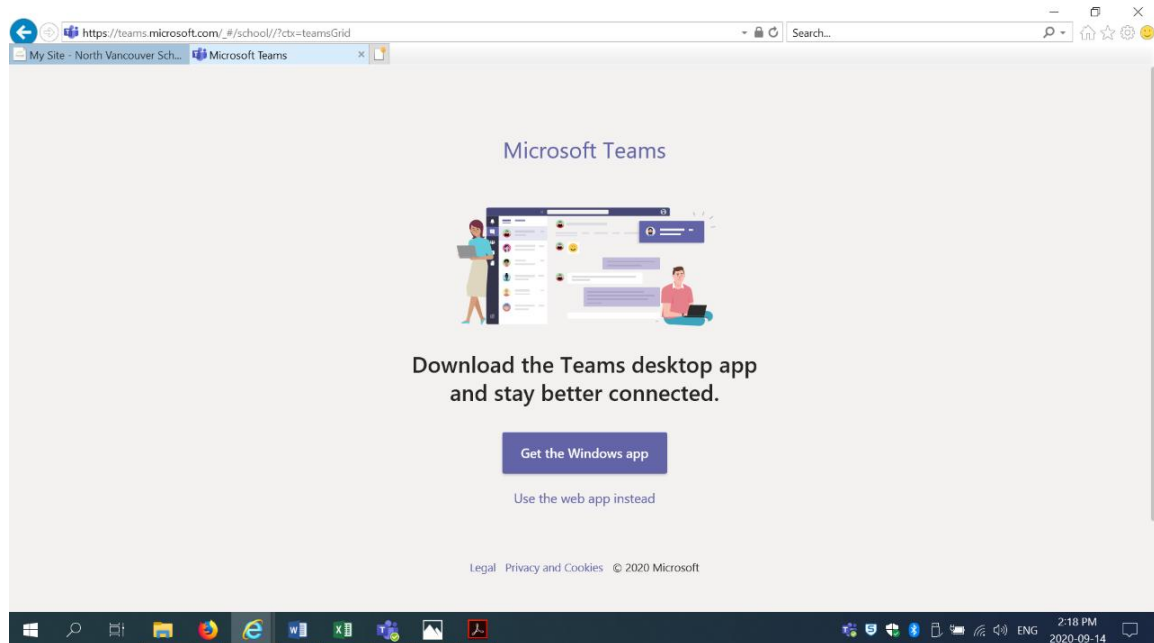 https://teams.microsoft.com/_#/school//?ctx=teamsGrid
Search...
My Site - North Vancouver Sch...
Microsoft Teams
Microsoft Teams
Download the Teams desktop app
and stay better connected.
Get the Windows app
Use the web app instead
Legal Privacy and Cookies © 2020 Microsoft
ENG
2:18 PM
2020-09-14